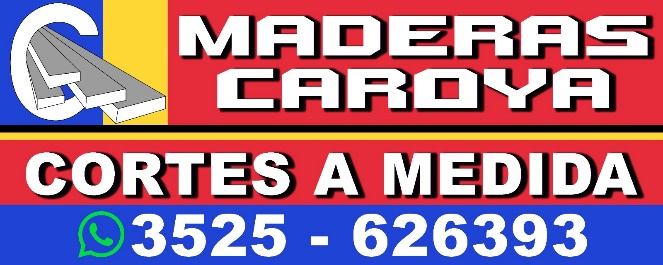 MADERAS
CAROYA
CORTES A MEDIDA
3525 - 626393